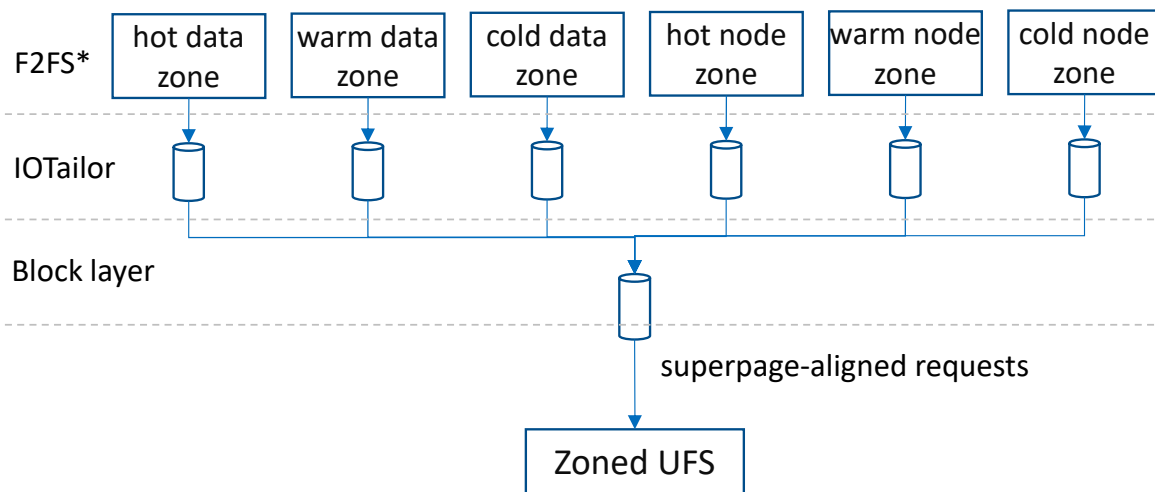 F2FS*
hot data
zone
warm data
zone
cold data
zone
hot node
zone
warm node
zone
cold node
zone
IOTailor
Block layer
superpage-aligned requests
Zoned UFS